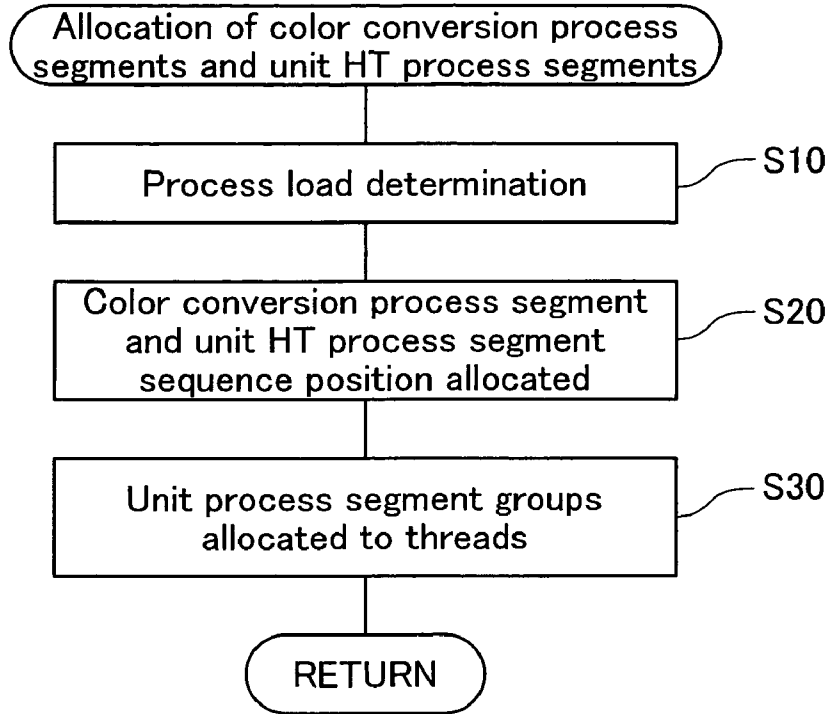 Allocation of color conversion process
segments and unit HT process segments
Process load determination
S10
Color conversion process segment
and unit HT process segment
sequence position allocated
S20
Unit process segment groups
allocated to threads
S30
RETURN